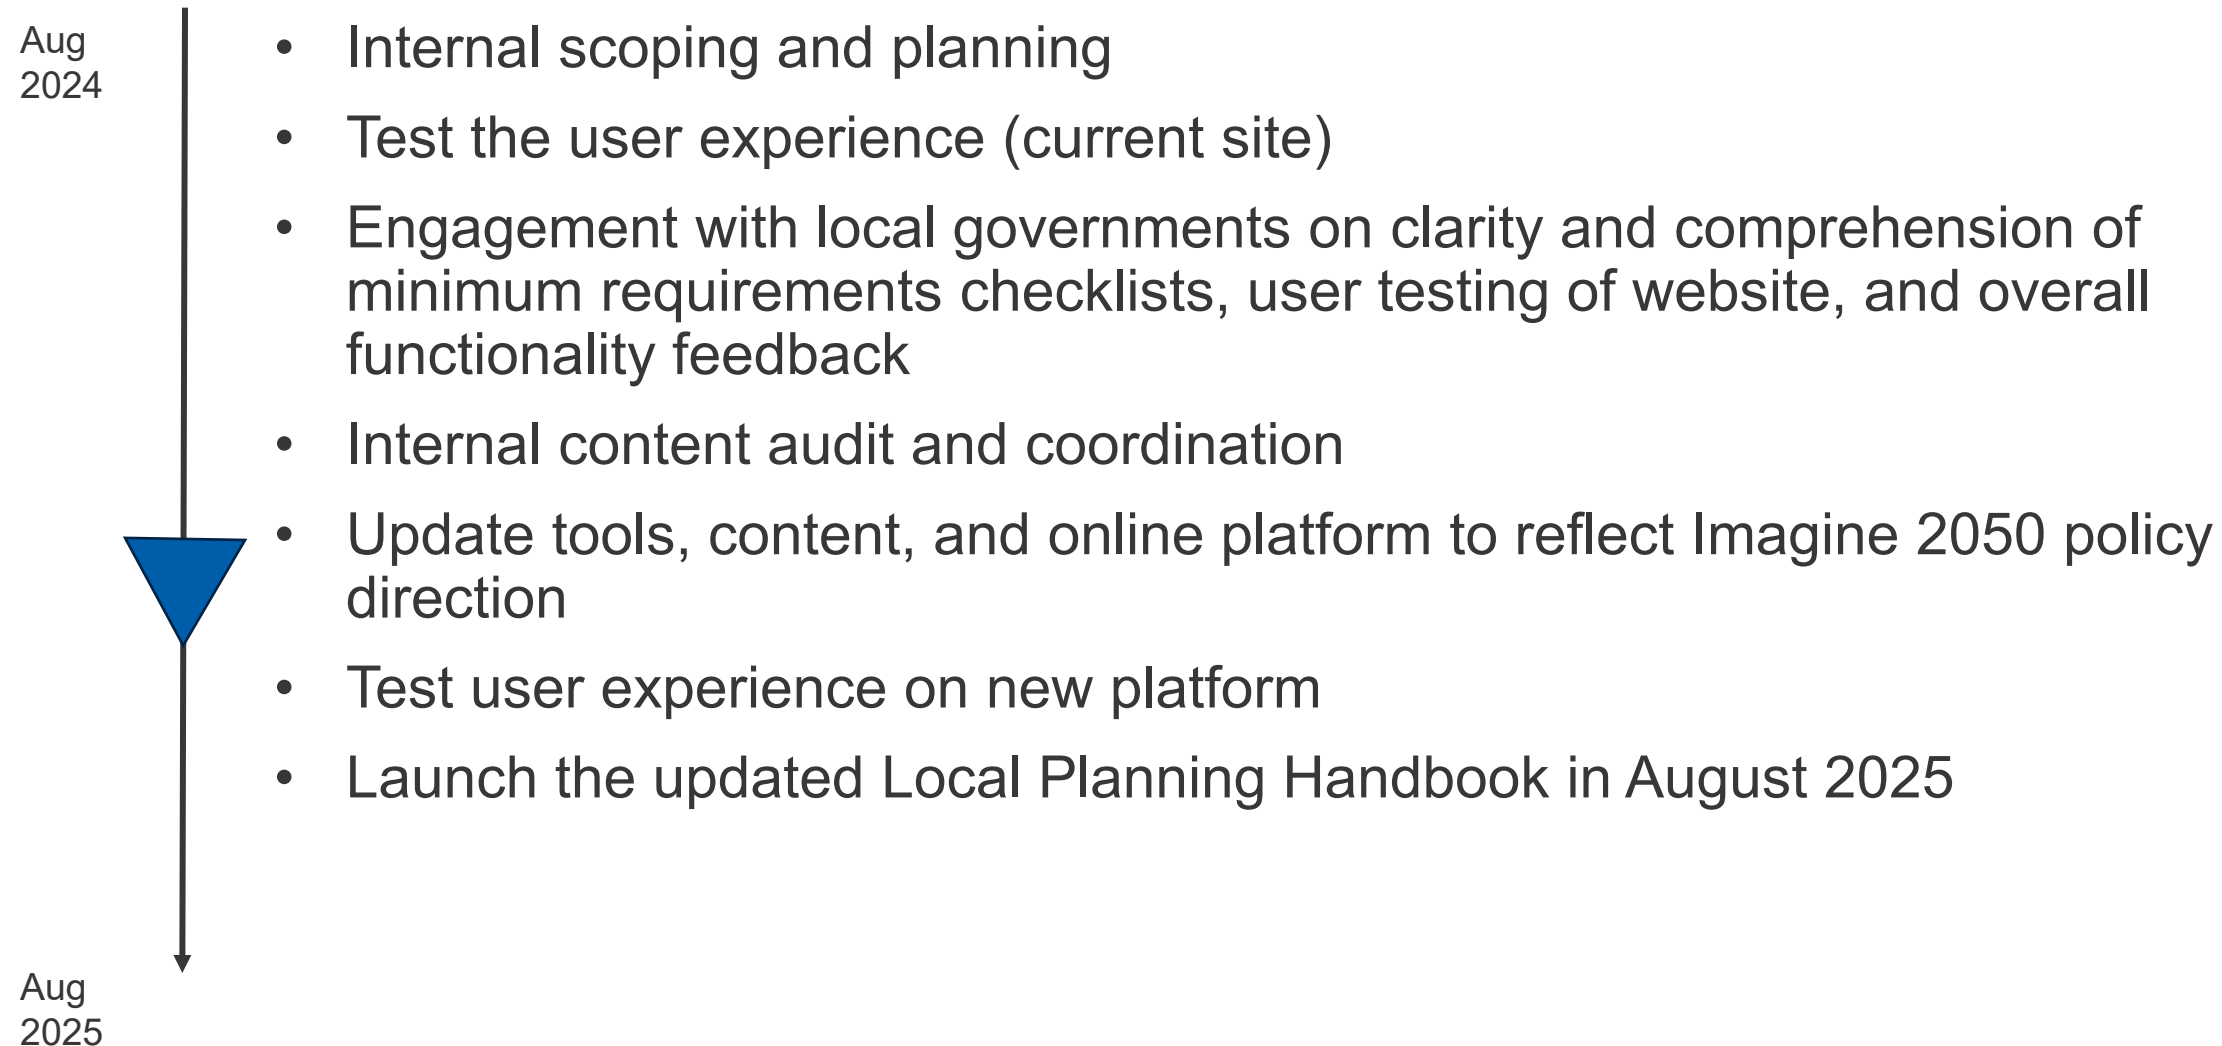 Aug
2024
• Internal scoping and planning
• Test the user experience (current site)
• Engagement with local governments on clarity and comprehension of
minimum requirements checklists, user testing of website, and overall
functionality feedback
• Internal content audit and coordination
• Update tools, content, and online platform to reflect Imagine 2050 policy
direction
• Test user experience on new platform
• Launch the updated Local Planning Handbook in August 2025
Aug
2025